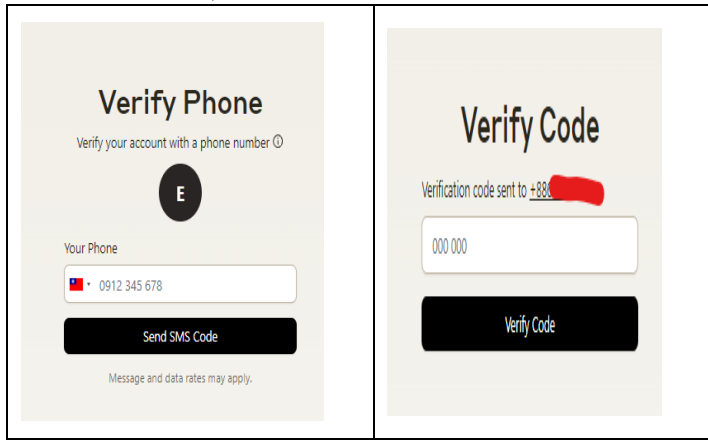 Verify Phone
Verify your account with a phone number
E
Your Phone
0912 345 678
Send SMS Code
Message and data rates may apply.
Verify Code
Verification code sent to +886
000 000
Verify Code